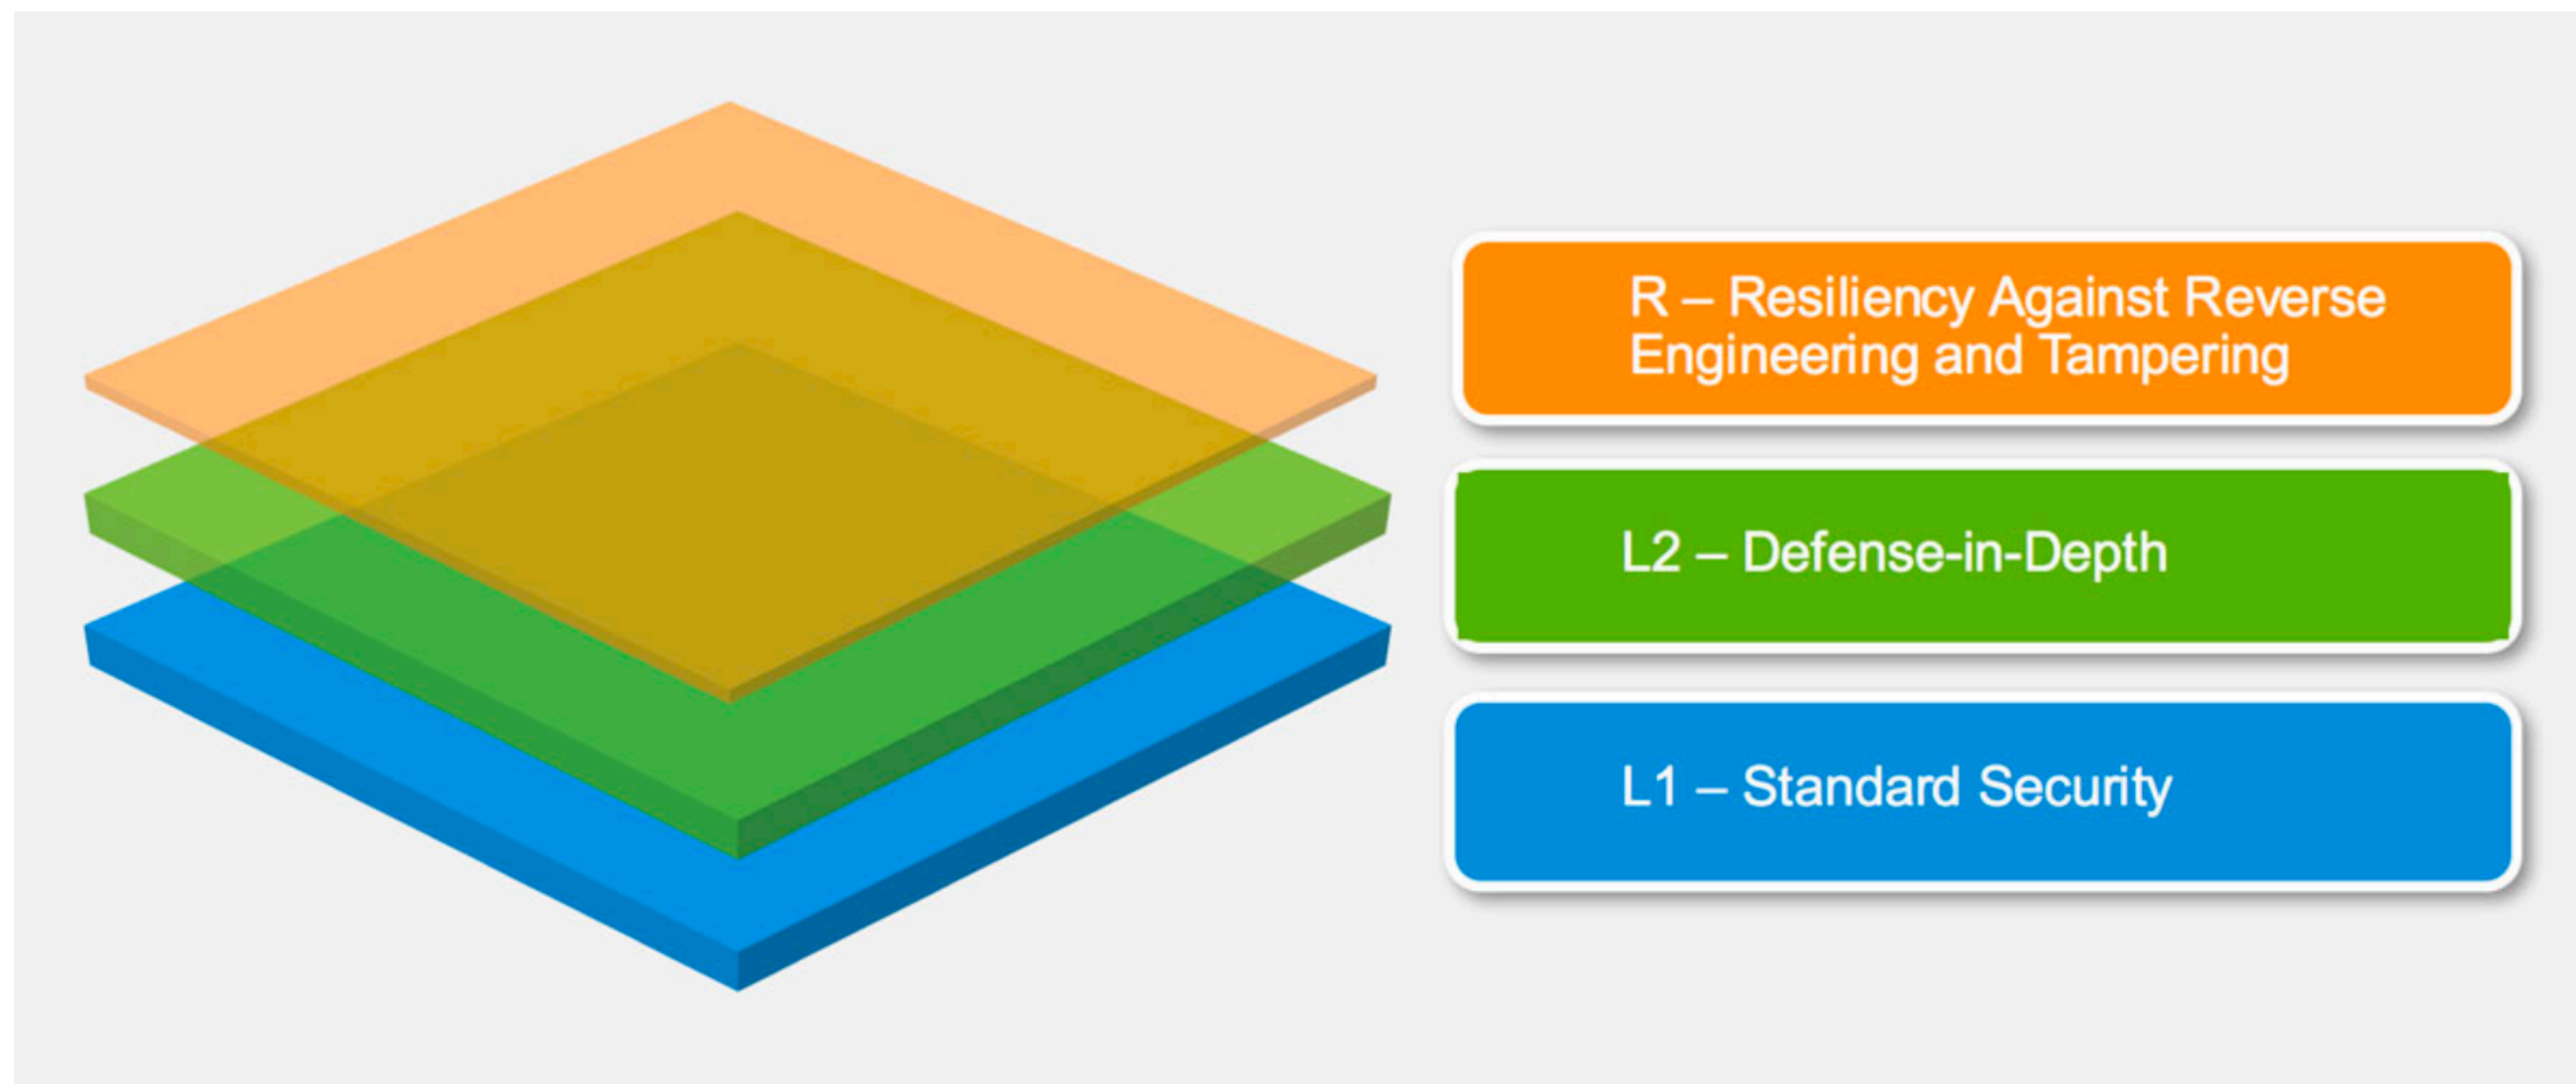 R – Resiliency Against Reverse
Engineering and Tampering
L2 – Defense-in-Depth
L1 – Standard Security